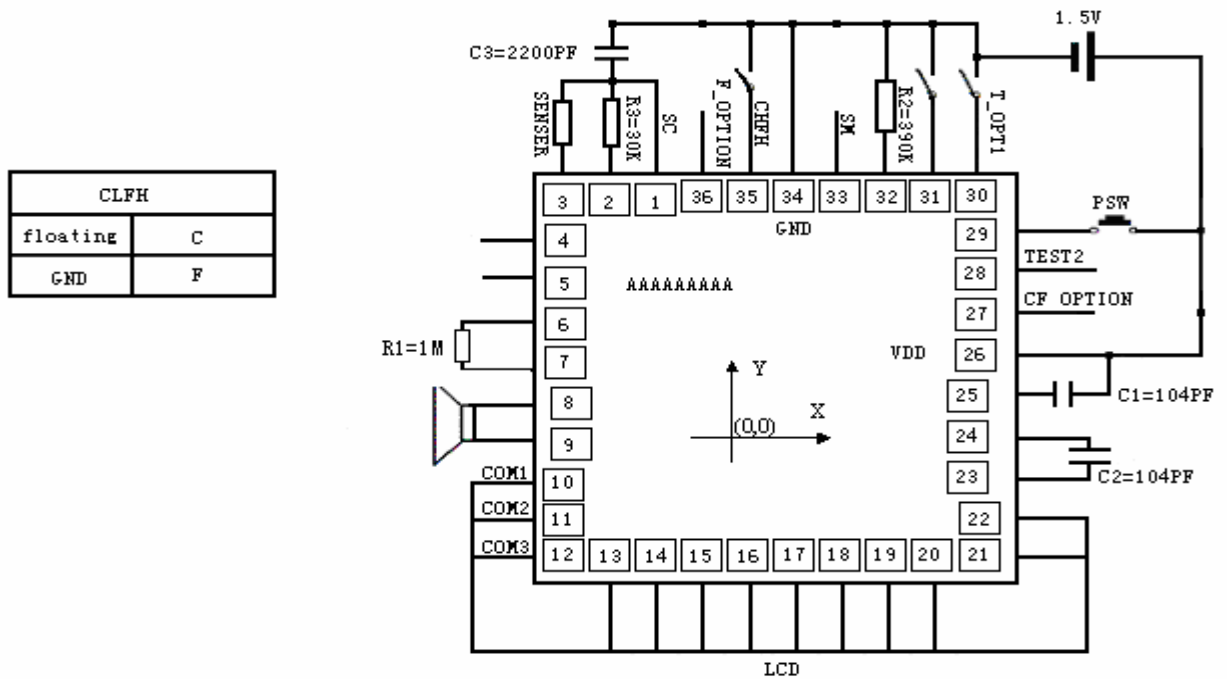 1.5V
C3=2200PF
SENSER
R3=30K
SC
F_OPTION
CHFH
SM
R2=390K
T_OPT1
CLFH
floating C
GND F
3 2 1 36 35 34 33 32 31 30
GND
4
29
PSW
5
28
TEST2
AAAAAAAAA
6
27
CF OPTION
R1=1M
7
VDD
26
Y
8
25
C1=104PF
X
(0,0)
9
24
COM1
10
23
C2=104PF
COM2
11
22
COM3
12 13 14 15 16 17 18 19 20 21
LCD